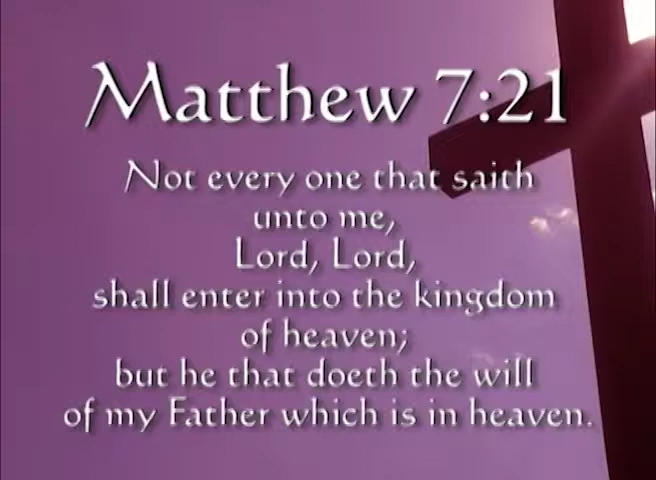 Matthew 7:21
Not every one that saith
unto me,
Lord, Lord,
shall enter into the kingdom
of heaven;
but he that doeth the will
of my Father which is in heaven.